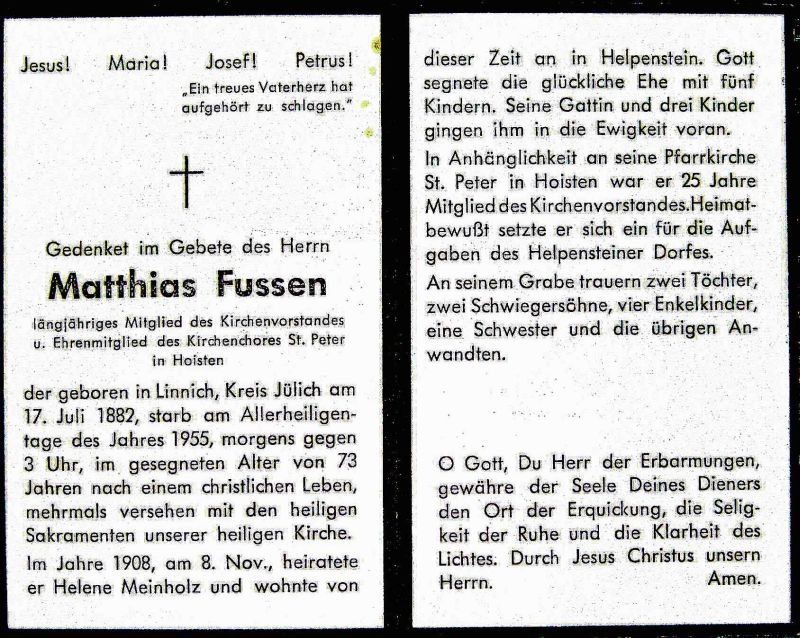 Jesus! Maria! Josef! Petrus!
„Ein treues Vaterherz hat
aufgehört zu schlagen."
Gedenket im Gebete des Herrn
Matthias Fussen
längjähriges Mitglied des Kirchenvorstandes
u. Ehrenmitglied des Kirchenchores St. Peter
in Hoisten
der geboren in Linnich, Kreis Jülich am
17. Juli 1882, starb am Allerheiligen-
tage des Jahres 1955, morgens gegen
3 Uhr, im gesegneten Alter von 73
Jahren nach einem christlichen Leben,
mehrmals versehen mit den heiligen
Sakramenten unserer heiligen Kirche.
Im Jahre 1908, am 8. Nov., heiratete
er Helene Meinholz und wohnte von
dieser Zeit an in Helpenstein. Gott
segnete die glückliche Ehe mit fünf
Kindern. Seine Gattin und drei Kinder
gingen ihm in die Ewigkeit voran.
In Anhänglichkeit an seine Pfarrkirche
St. Peter in Hoisten war er 25 Jahre
Mitglied des Kirchenvorstandes. Heimat-
bewußt setzte er sich ein für die Auf-
gaben des Helpensteiner Dorfes.
An seinem Grabe trauern zwei Töchter,
zwei Schwiegersöhne, vier Enkelkinder,
eine Schwester und die übrigen An-
wandten.
O Gott, Du Herr der Erbarmungen,
gewähre der Seele Deines Dieners
den Ort der Erquickung, die Selig-
keit der Ruhe und die Klarheit des
Lichtes. Durch Jesus Christus unsern
Herrn. Amen.